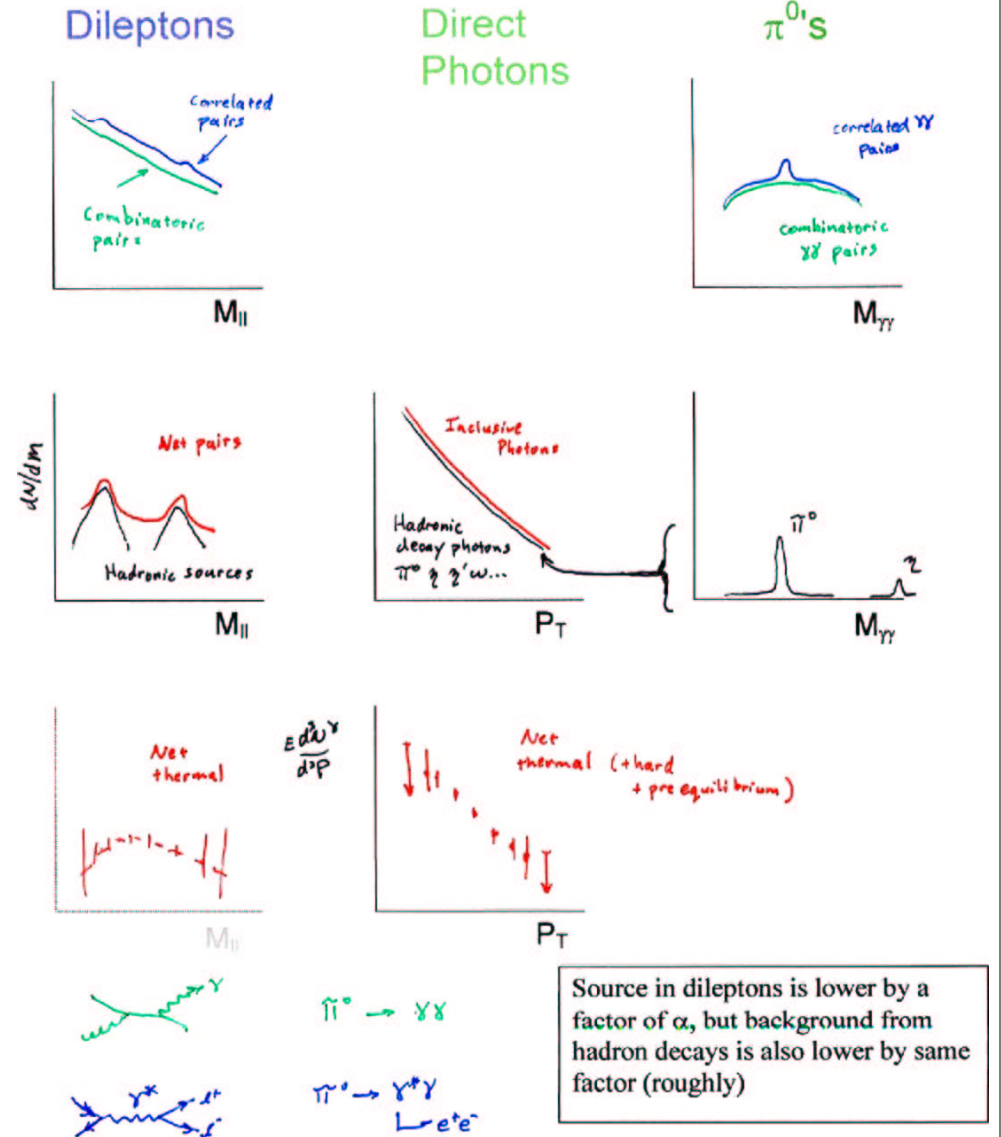 Dileptons
Direct
Photons
π⁰'s
Correlated
pairs
Combinatoric
pairs
M_ll
correlated γγ
pairs
combinatoric
γγ pairs
M_γγ
dN/dm
Net pairs
Hadronic sources
M_ll
Inclusive
Photons
Hadronic
decay photons
π⁰ η η' ω...
P_T
π⁰
η
M_γγ
Net
thermal
M_ll
E d³N^γ
d³P
Net
thermal (+hard
+preequilibrium)
P_T
γ
π⁰ → γγ
Source in dileptons is lower by a
factor of α, but background from
hadron decays is also lower by same
factor (roughly)
γ*
l⁺
l⁻
π⁰ → γ*γ
e⁺e⁻